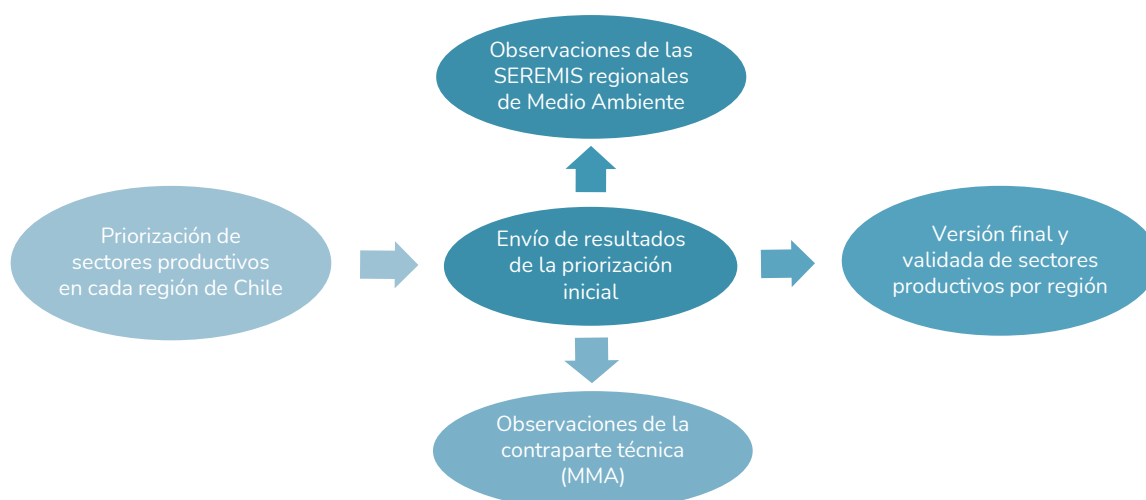 Observaciones de las
SEREMIS regionales
de Medio Ambiente
Priorización de
sectores productivos
en cada región de Chile
Envío de resultados
de la priorización
inicial
Versión final y
validada de sectores
productivos por región
Observaciones de la
contraparte técnica
(MMA)